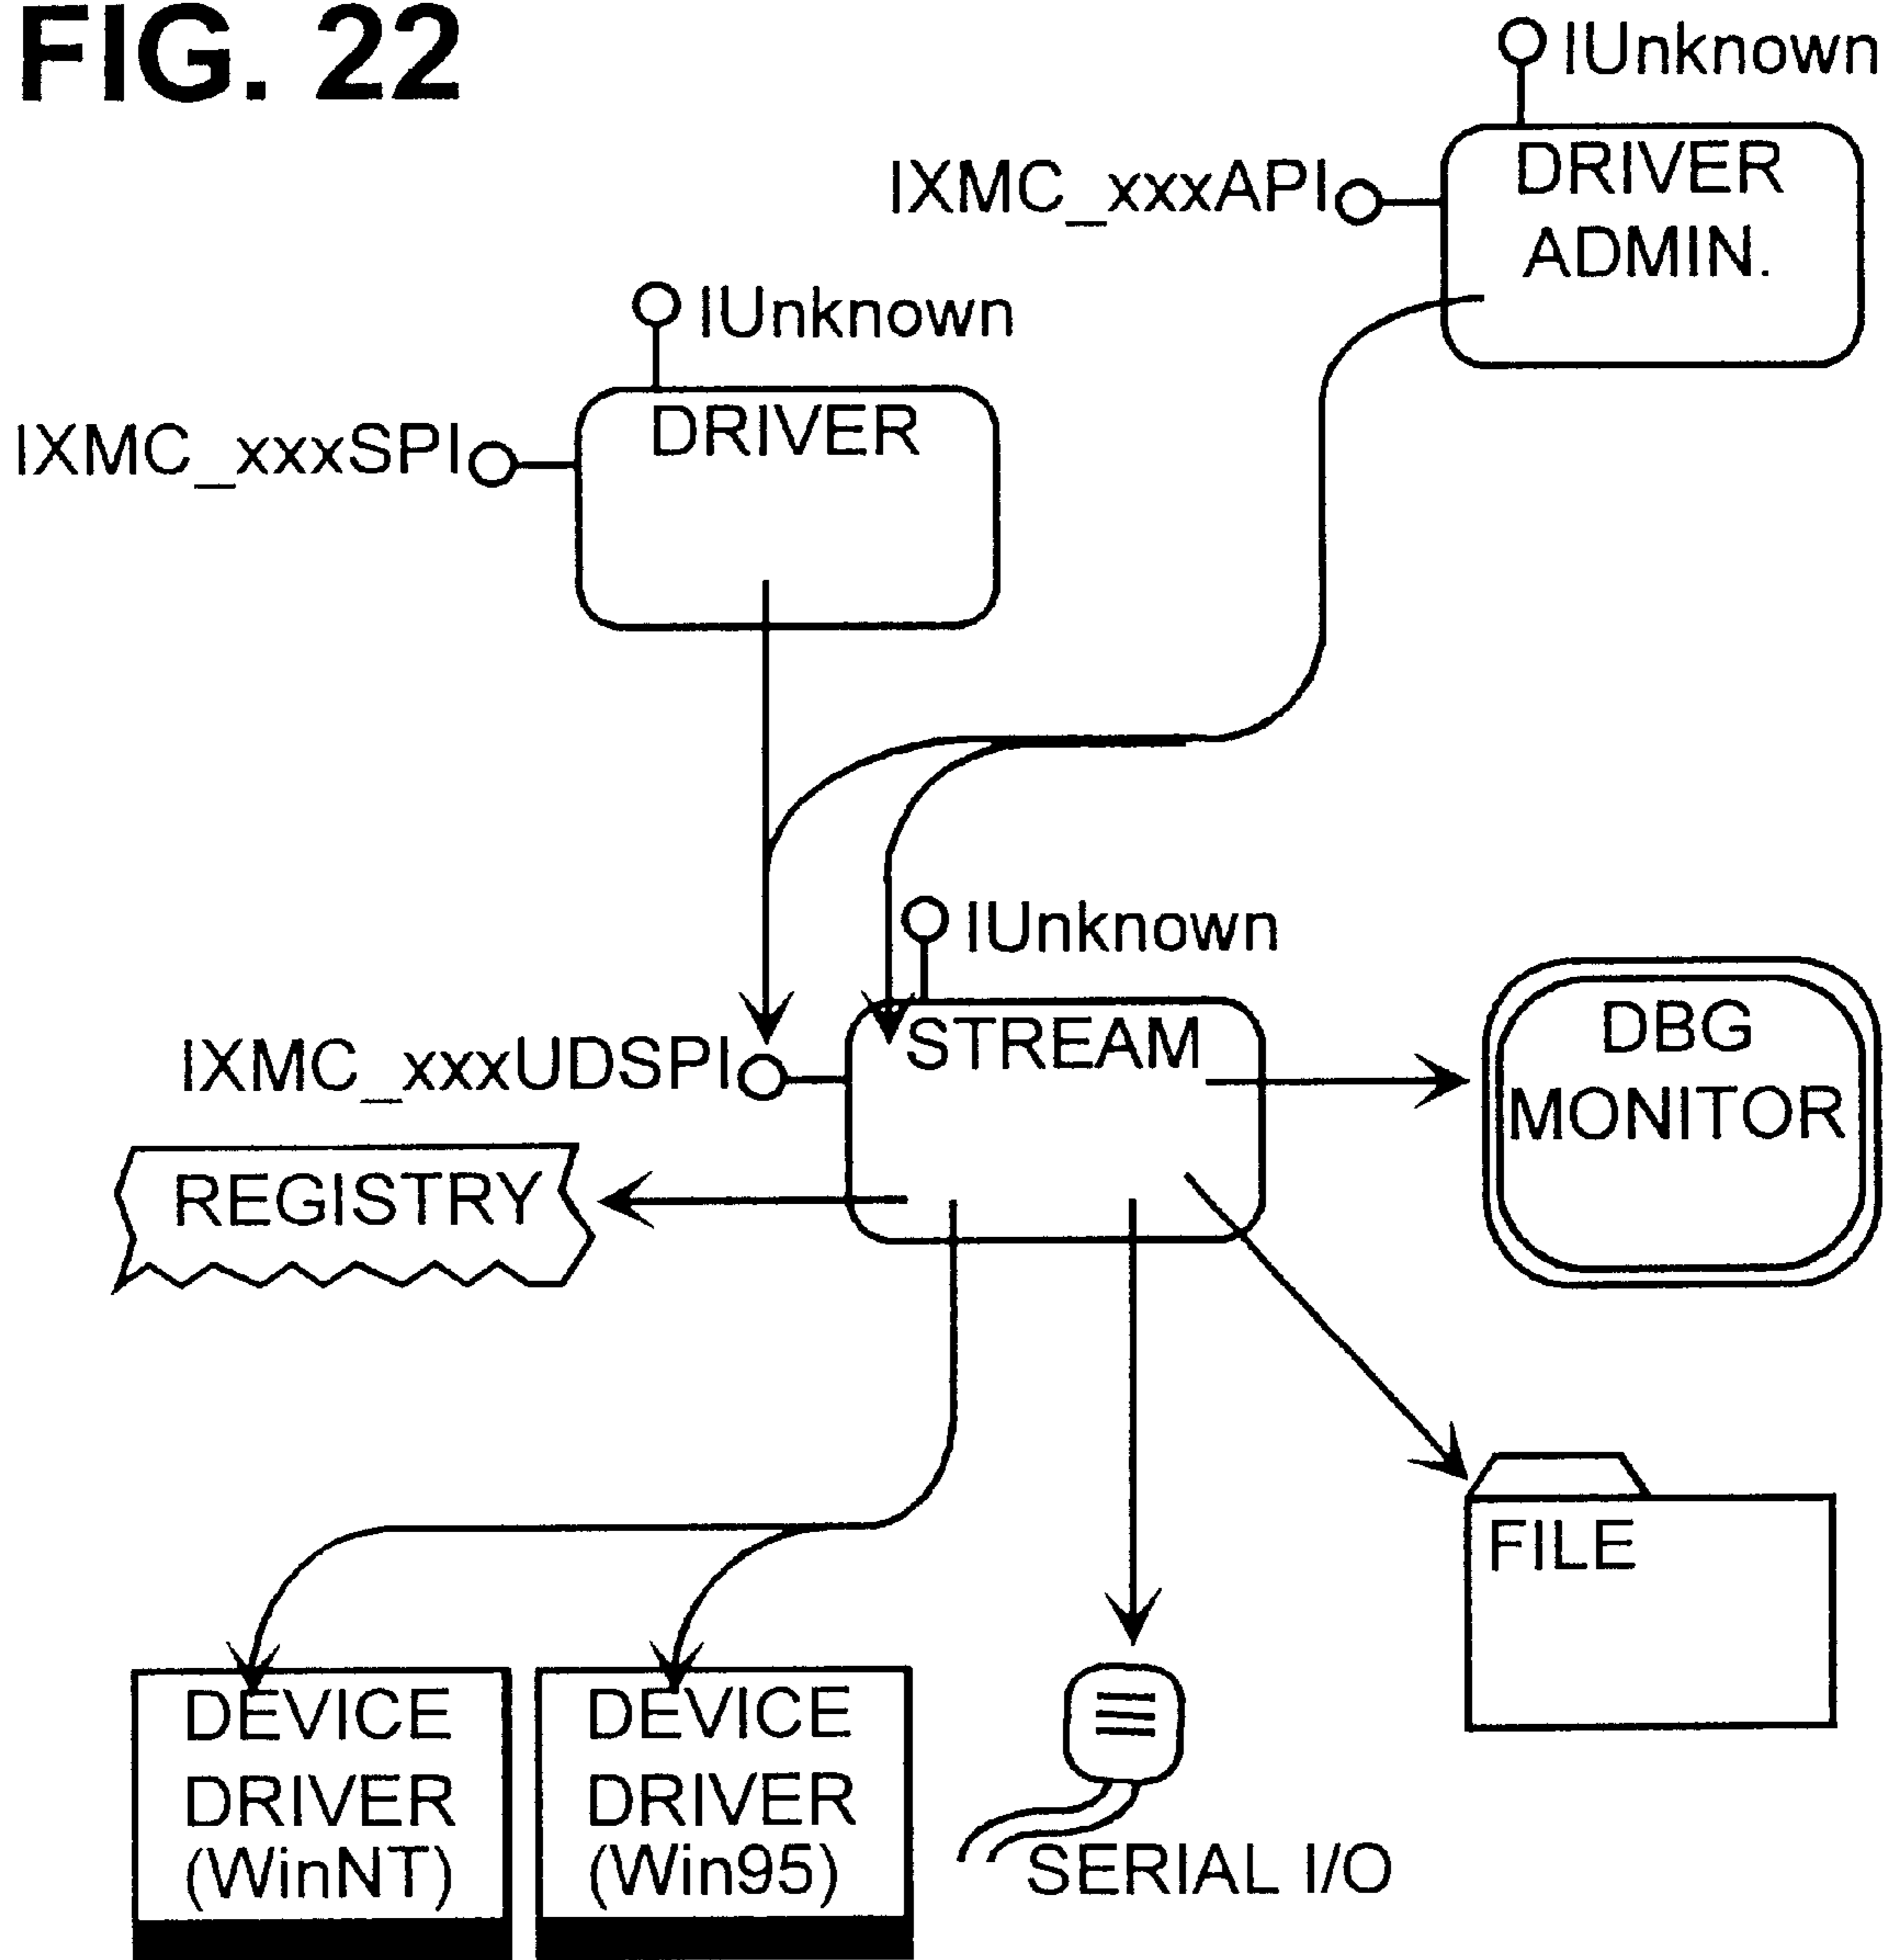 FIG. 22
IUnknown
IXMC_xxxAPI
DRIVER
ADMIN.
IUnknown
DRIVER
IXMC_xxxSPI
IUnknown
IXMC_xxxUDSPI
STREAM
DBG
MONITOR
REGISTRY
FILE
DEVICE
DRIVER
(WinNT)
DEVICE
DRIVER
(Win95)
SERIAL I/O